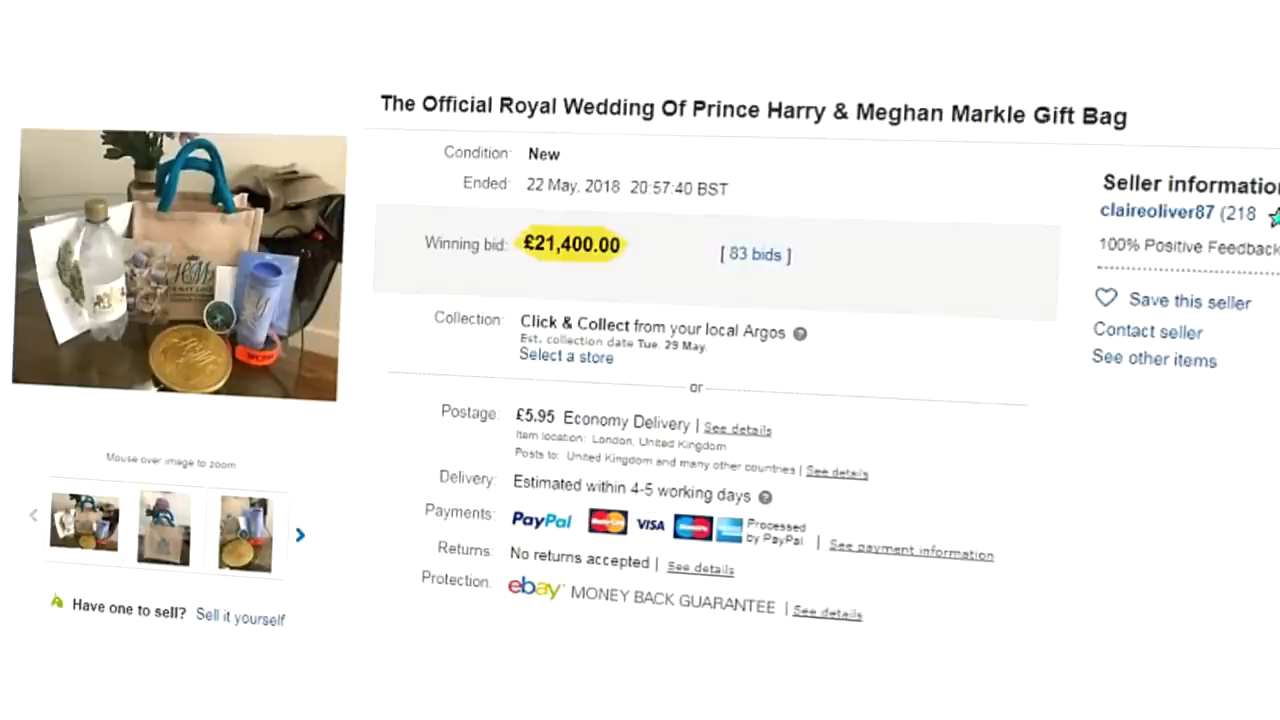 The Official Royal Wedding Of Prince Harry & Meghan Markle Gift Bag
Condition: New
Ended: 22 May, 2018 20:57:40 BST
Winning bid: £21,400.00 [ 83 bids ]
Collection: Click & Collect from your local Argos
Est. collection date Tue. 29 May.
Select a store
or
Postage: £5.95 Economy Delivery | See details
Item location: London, United Kingdom
Posts to: United Kingdom and many other countries | See details
Delivery: Estimated within 4-5 working days
Payments: PayPal MasterCard VISA Maestro Processed by PayPal | See payment information
Returns: No returns accepted | See details
Protection: ebay MONEY BACK GUARANTEE | See details
Seller informatio
claireoliver87 (218
100% Positive Feedback
Save this seller
Contact seller
See other items
Mouse over image to zoom
Have one to sell? Sell it yourself